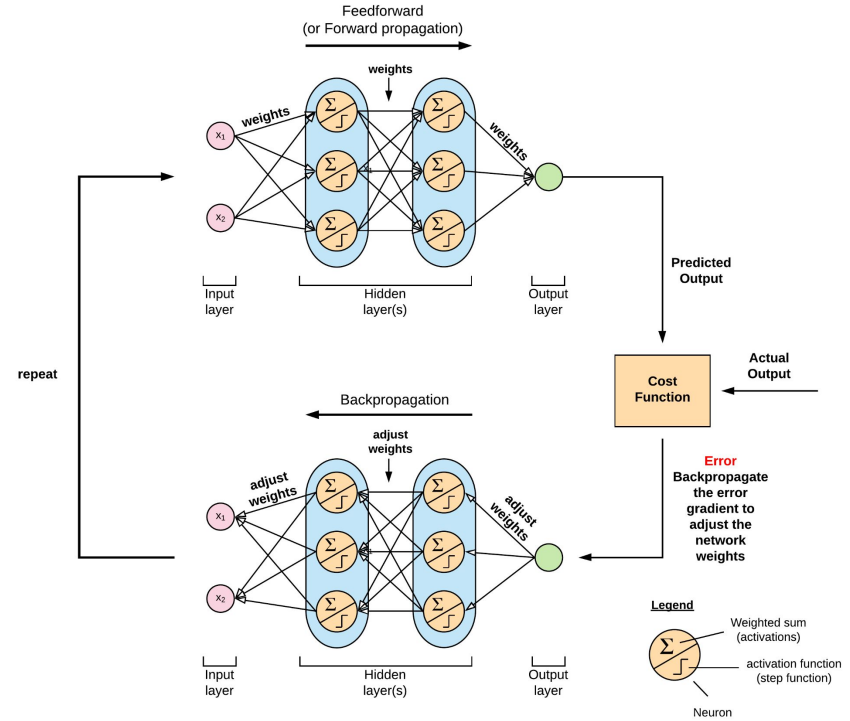 Feedforward
(or Forward propagation)
weights
weights
weights
x1
x2
Σ
Σ
Σ
Σ
Σ
Σ
Input
layer
Hidden
layer(s)
Output
layer
Predicted
Output
Actual
Output
Cost
Function
repeat
Backpropagation
adjust
weights
adjust
weights
adjust
weights
x1
x2
Σ
Σ
Σ
Σ
Σ
Σ
Error
Backpropagate
the error
gradient to
adjust the
network
weights
Input
layer
Hidden
layer(s)
Output
layer
Legend
Σ
Weighted sum
(activations)
activation function
(step function)
Neuron